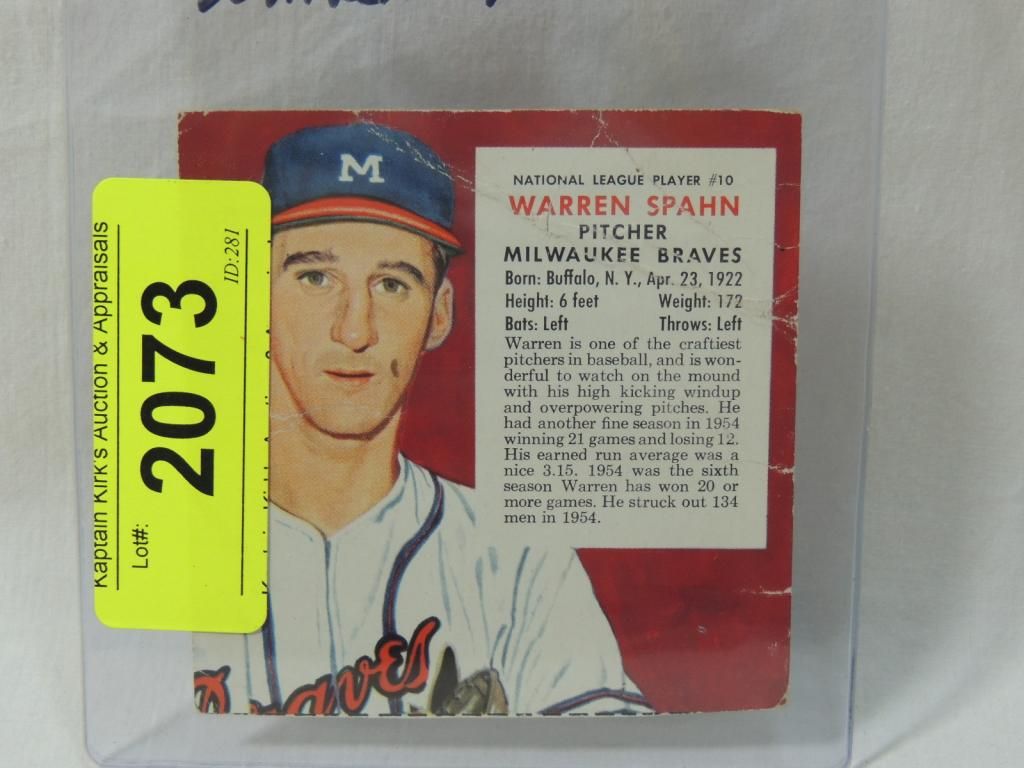 M
NATIONAL LEAGUE PLAYER #10
WARREN SPAHN
PITCHER
MILWAUKEE BRAVES
Born: Buffalo, N. Y., Apr. 23, 1922
Height: 6 feet Weight: 172
Bats: Left Throws: Left
Warren is one of the craftiest
pitchers in baseball, and is won-
derful to watch on the mound
with his high kicking windup
and overpowering pitches. He
had another fine season in 1954
winning 21 games and losing 12.
His earned run average was a
nice 3.15. 1954 was the sixth
season Warren has won 20 or
more games. He struck out 134
men in 1954.
Braves
Kaptain Kirk's Auction & Appraisals
Lot#:
2073
ID:281